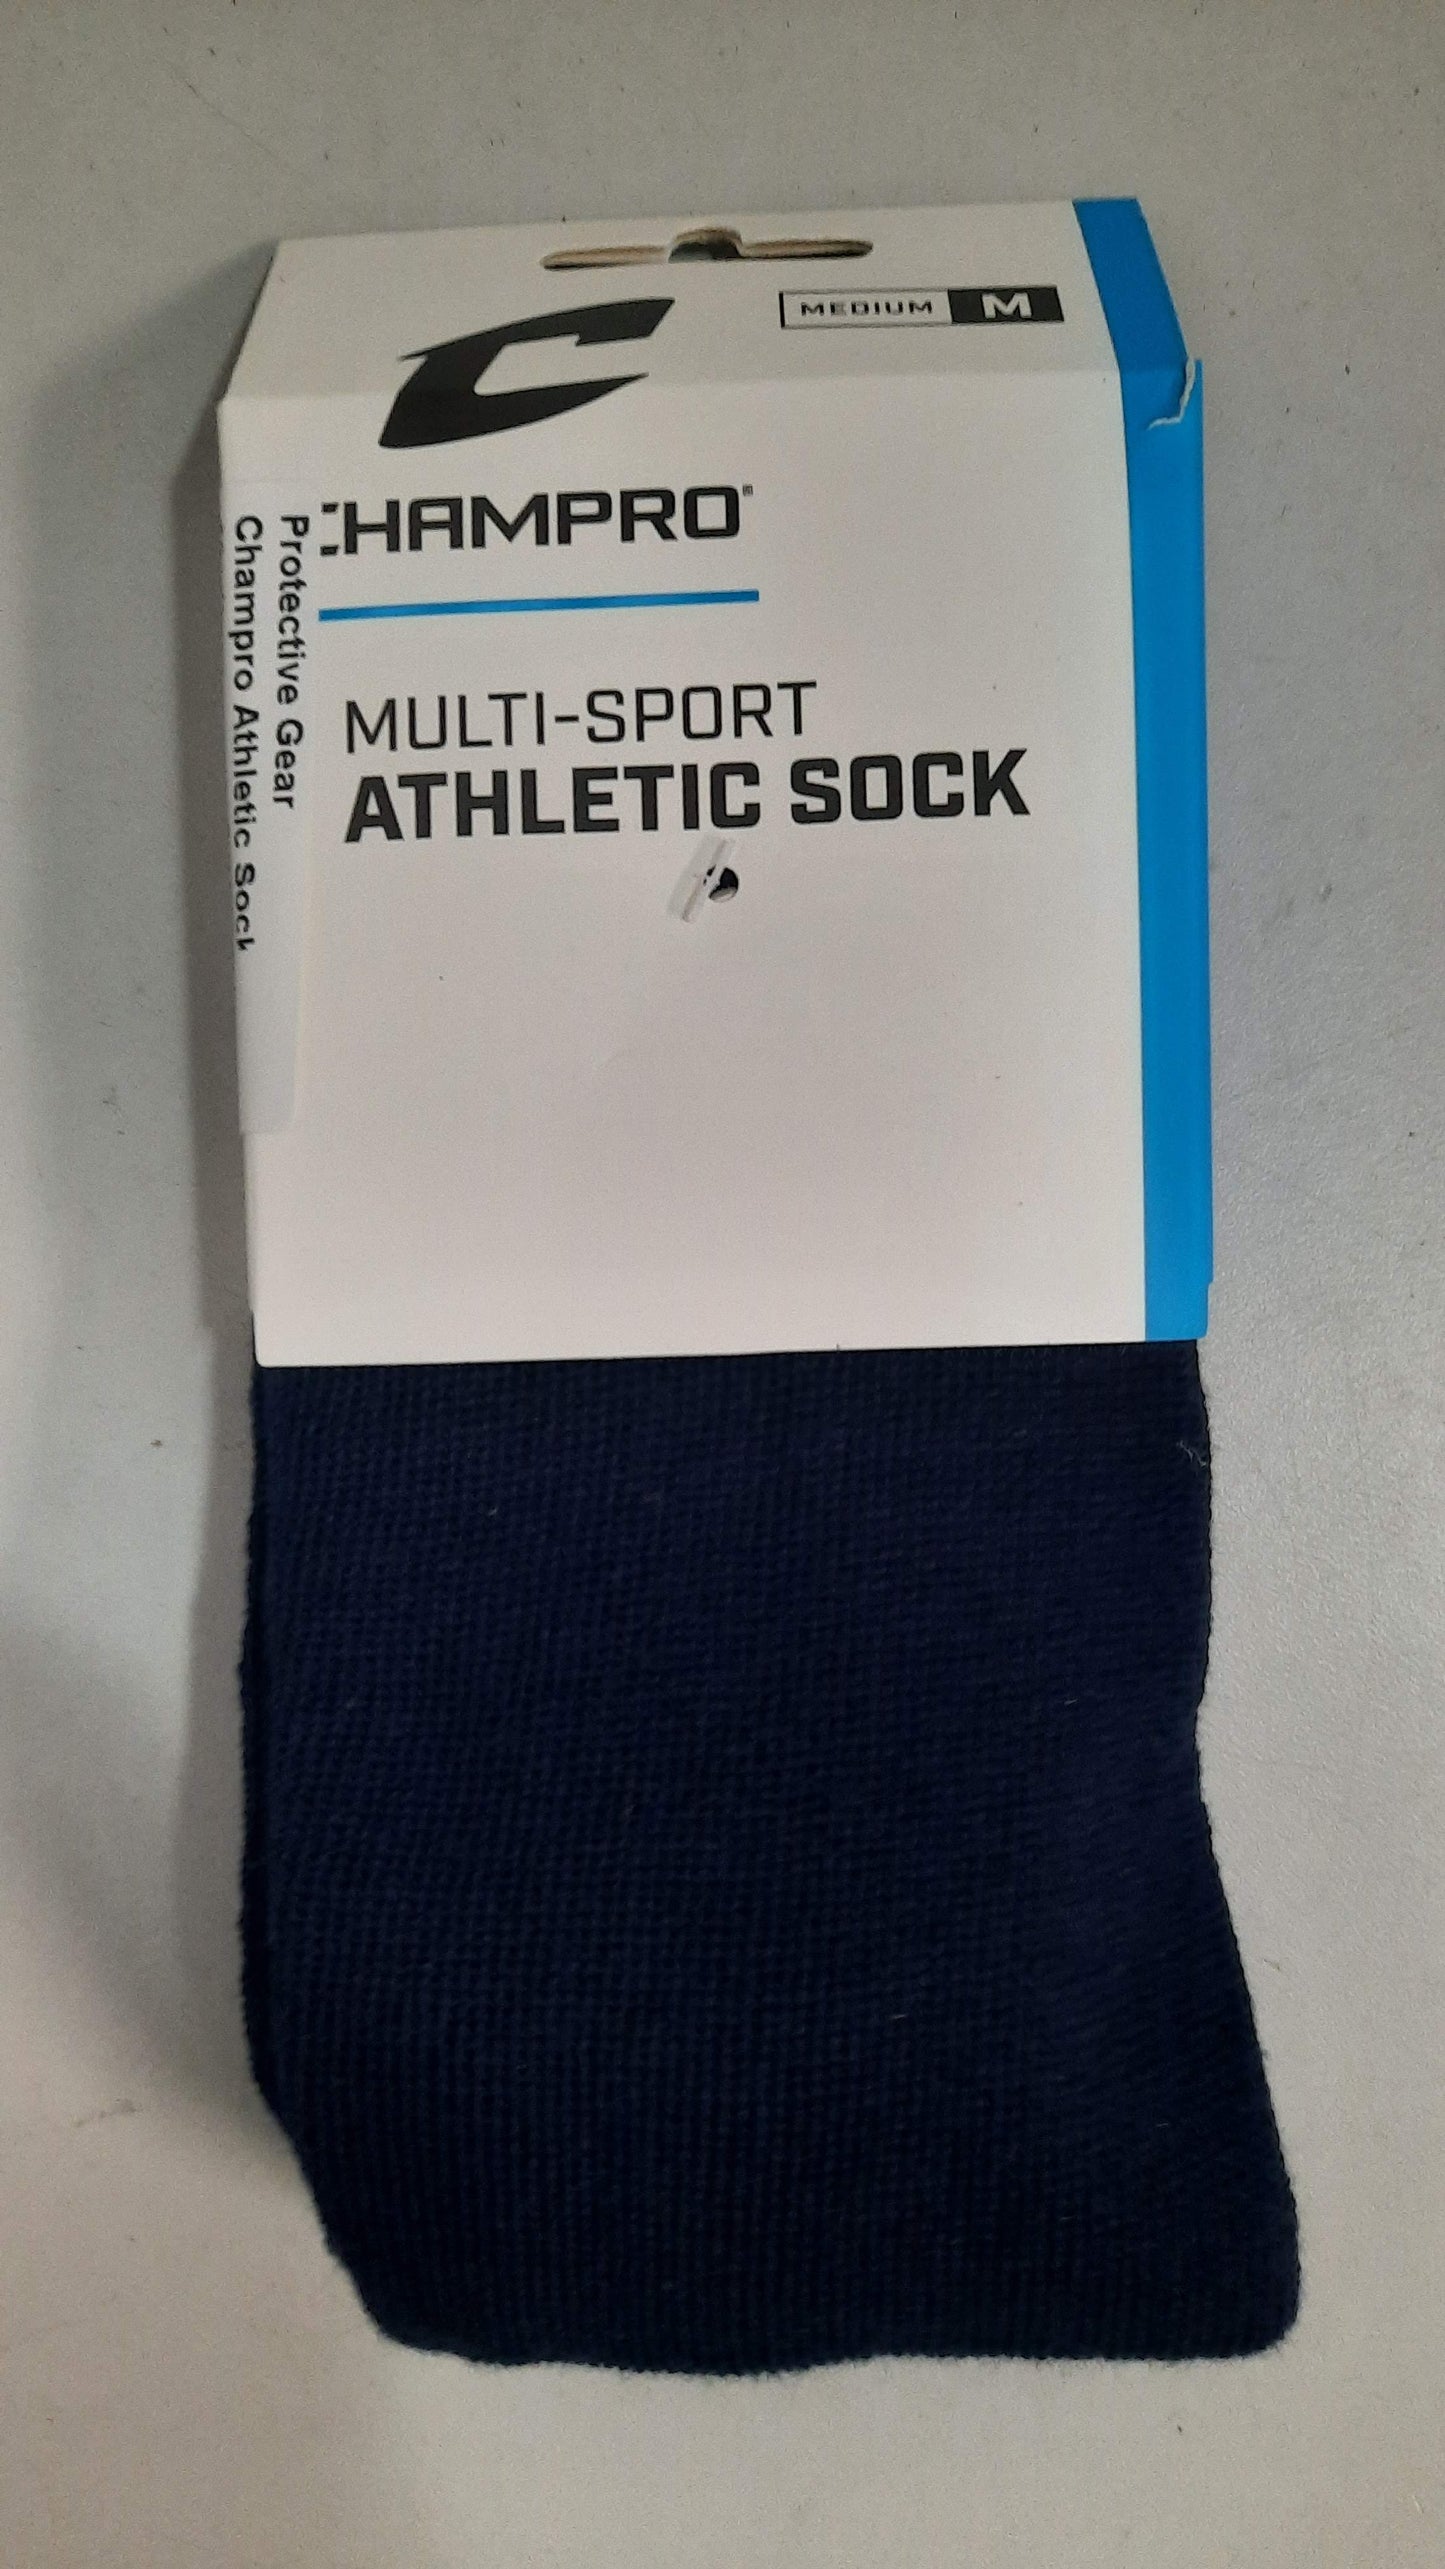 MEDIUM M
CHAMPRO®
MULTI-SPORT
ATHLETIC SOCK
Protective Gear
Champro Athletic Sock